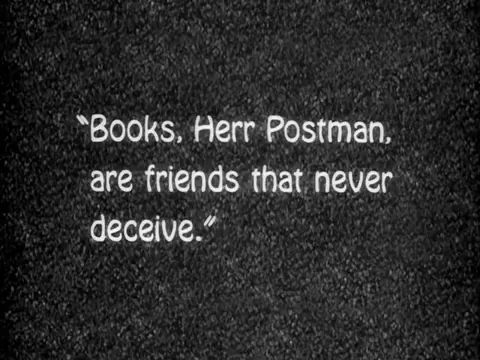 “Books, Herr Postman,
are friends that never
deceive.”